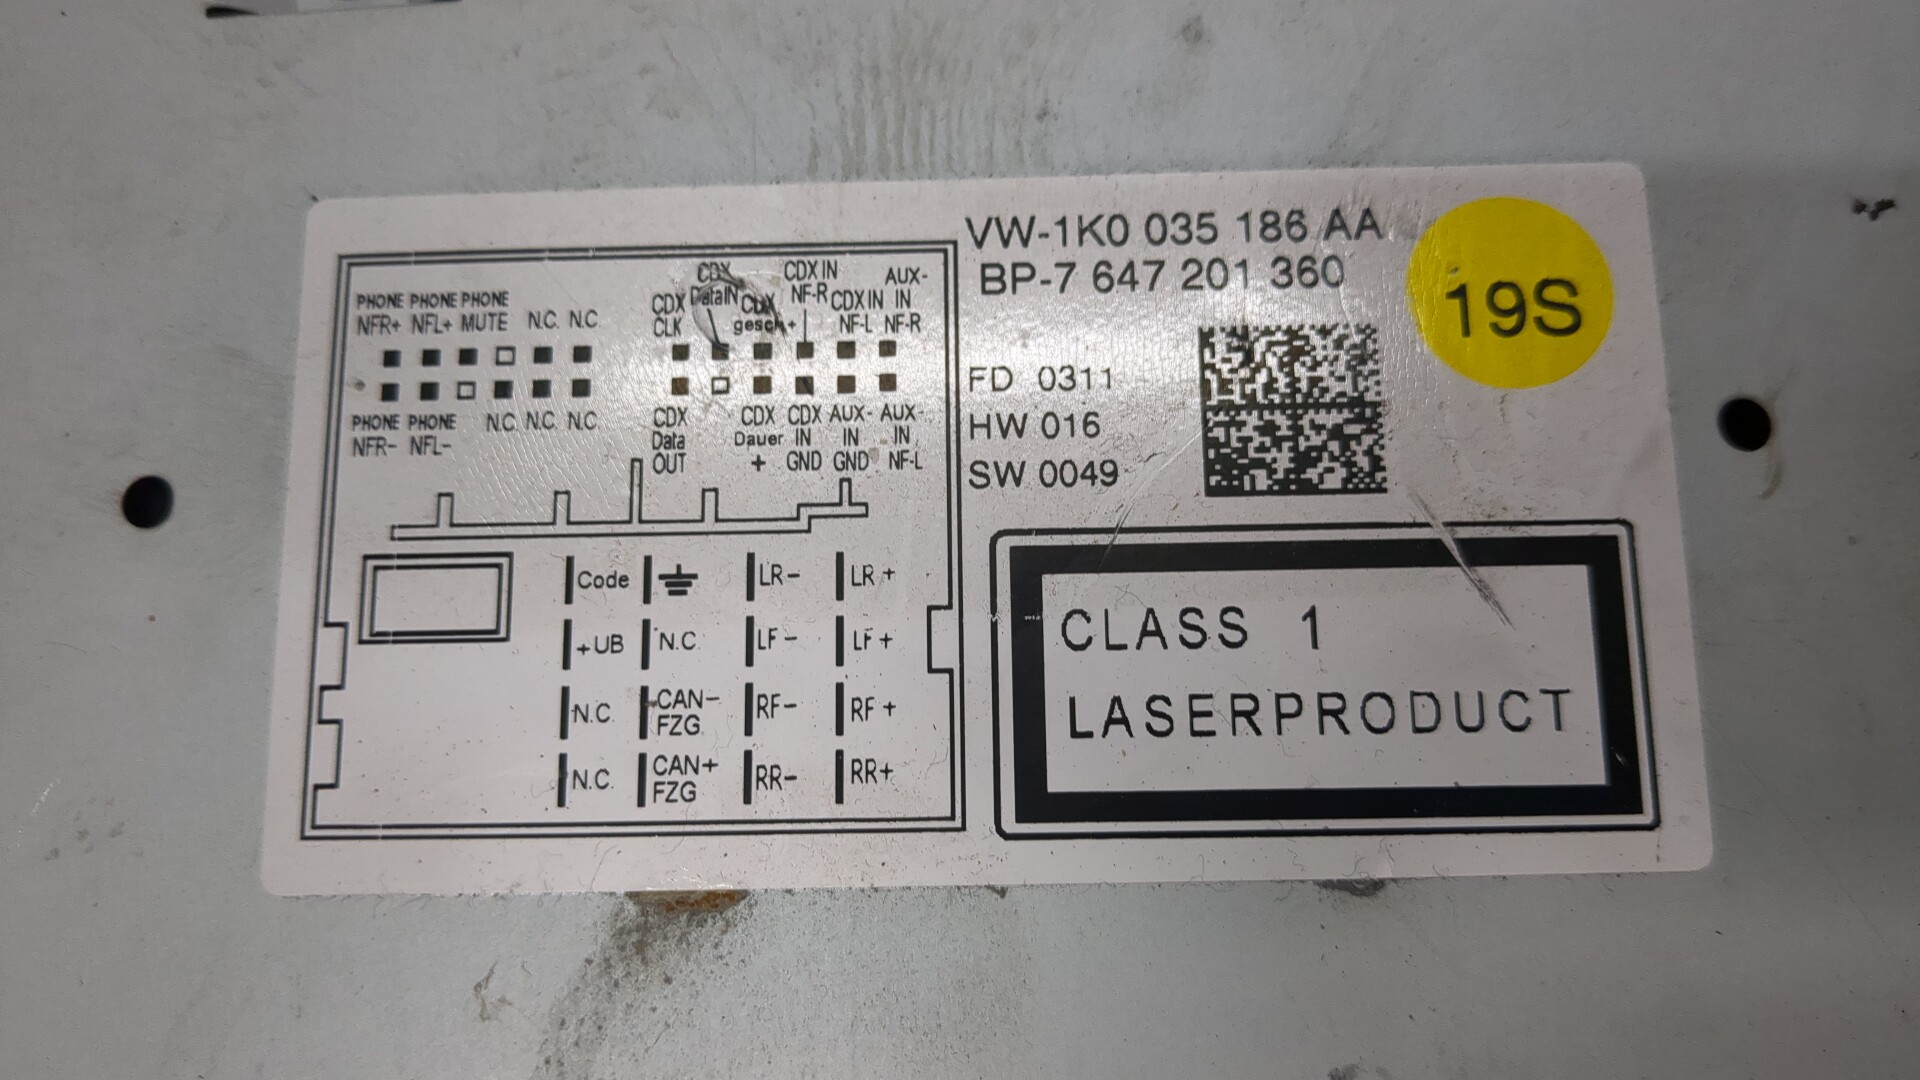 VW-1K0 035 186 AA
BP-7 647 201 360
19S
FD 0311
HW 016
SW 0049
CLASS 1
LASERPRODUCT
PHONE PHONE PHONE
NFR+ NFL+ MUTE N.C. N.C.
PHONE PHONE N.C. N.C. N.C.
NFR- NFL-
CDX
CLK
CDX
DataIN
CDX
gesch+
CDX IN
NF-R
CDX IN
NF-L
AUX-
IN
NF-R
CDX
Data
OUT
CDX
Dauer
+
CDX
IN
GND
AUX-
IN
GND
AUX-
IN
NF-L
Code LR- LR+
+UB N.C. LF- LF+
N.C. CAN-
FZG RF- RF+
N.C. CAN+
FZG RR- RR+